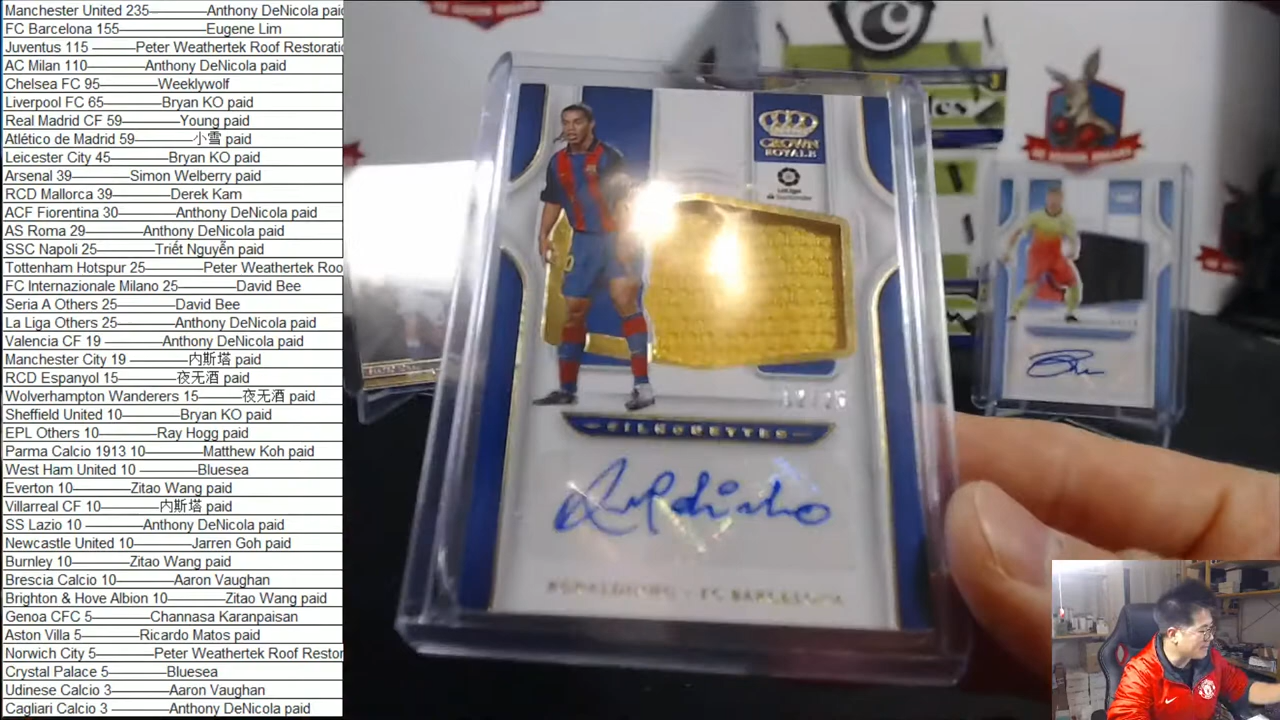 Manchester United 235———Anthony DeNicola paid
FC Barcelona 155———Eugene Lim
Juventus 115 ———Peter Weathertek Roof Restoratio
AC Milan 110———Anthony DeNicola paid
Chelsea FC 95———Weeklywolf
Liverpool FC 65———Bryan KO paid
Real Madrid CF 59————Young paid
Atlético de Madrid 59———小雪 paid
Leicester City 45———Bryan KO paid
Arsenal 39————Simon Welberry paid
RCD Mallorca 39————Derek Kam
ACF Fiorentina 30————Anthony DeNicola paid
AS Roma 29————Anthony DeNicola paid
SSC Napoli 25————Triết Nguyễn paid
Tottenham Hotspur 25————Peter Weathertek Roo
FC Internazionale Milano 25————David Bee
Seria A Others 25————David Bee
La Liga Others 25————Anthony DeNicola paid
Valencia CF 19 ————Anthony DeNicola paid
Manchester City 19 ————内斯塔 paid
RCD Espanyol 15————夜无酒 paid
Wolverhampton Wanderers 15————夜无酒 paid
Sheffield United 10————Bryan KO paid
EPL Others 10————Ray Hogg paid
Parma Calcio 1913 10————Matthew Koh paid
West Ham United 10 ————Bluesea
Everton 10————Zitao Wang paid
Villarreal CF 10————内斯塔 paid
SS Lazio 10 ————Anthony DeNicola paid
Newcastle United 10————Jarren Goh paid
Burnley 10————Zitao Wang paid
Brescia Calcio 10————Aaron Vaughan
Brighton & Hove Albion 10————Zitao Wang paid
Genoa CFC 5————Channasa Karanpaisan
Aston Villa 5————Ricardo Matos paid
Norwich City 5————Peter Weathertek Roof Restor
Crystal Palace 5————Bluesea
Udinese Calcio 3————Aaron Vaughan
Cagliari Calcio 3 ————Anthony DeNicola paid
CROWN
ROYALE
LaLiga
Santander
SILHOUETTES
Ronaldinho
RONALDINHO - FC BARCELONA